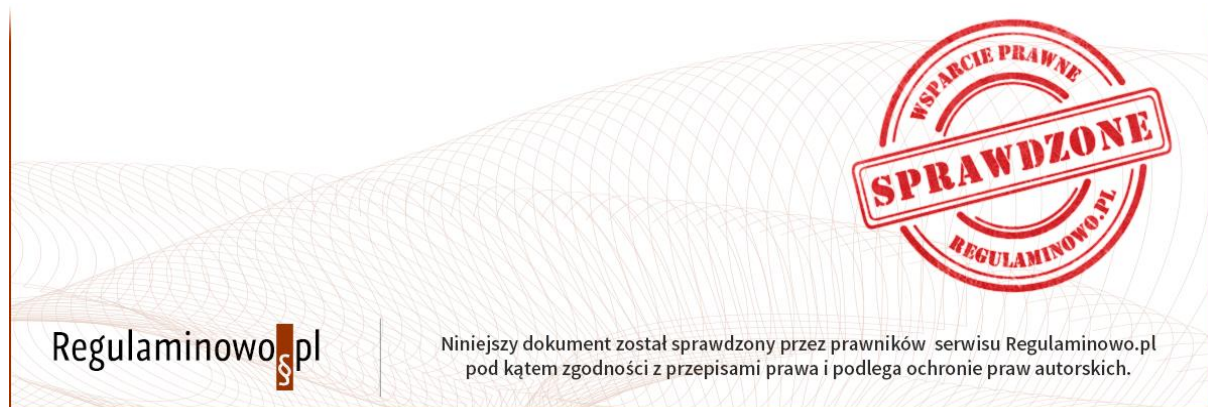 WSPARCIE PRAWNE
SPRAWDZONE
REGULAMINOWO.PL
Regulaminowo§pl
Niniejszy dokument został sprawdzony przez prawników serwisu Regulaminowo.pl
pod kątem zgodności z przepisami prawa i podlega ochronie praw autorskich.